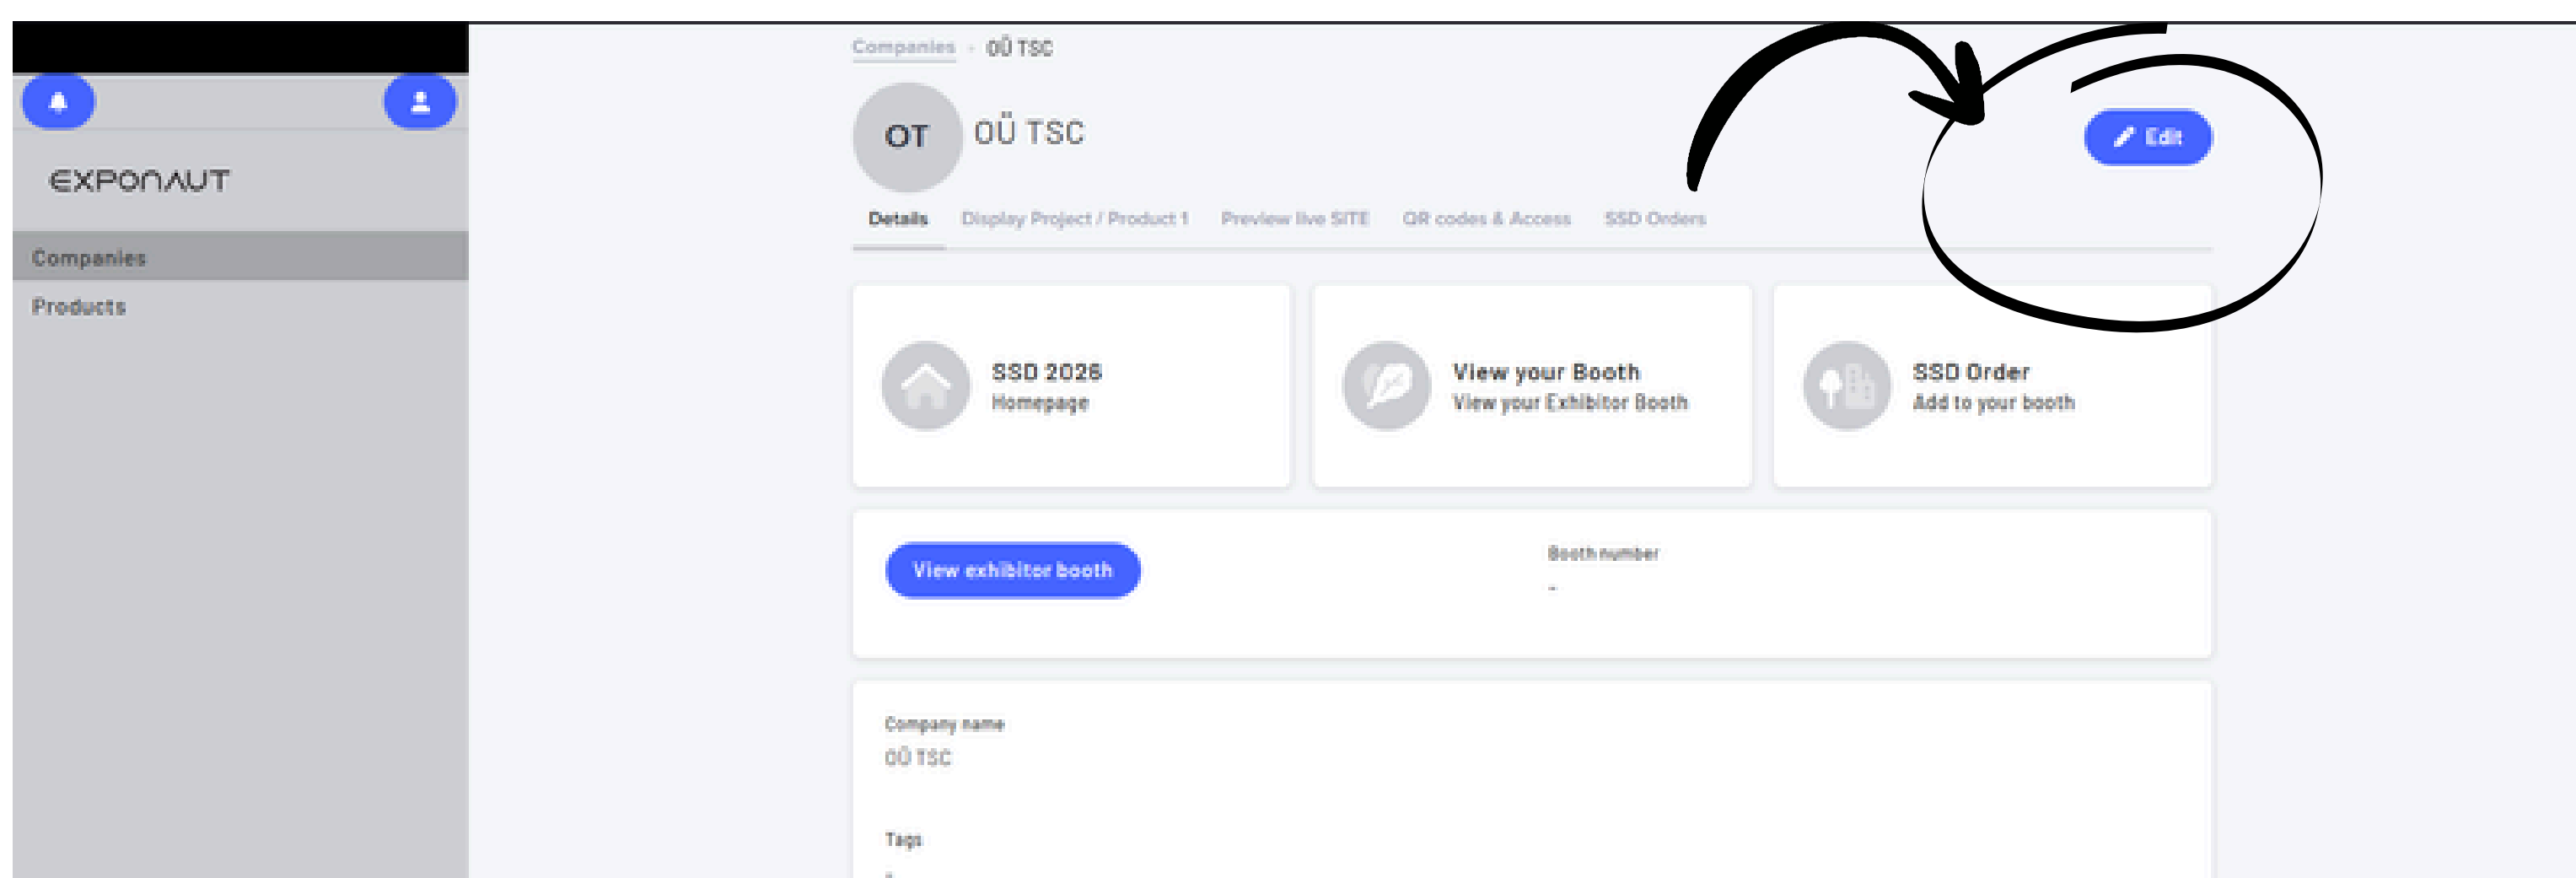 Companies - OÜ TSC
OT
OÜ TSC
Edit
EXPONAUT
Details Display Project / Product 1 Preview live SITE QR codes & Access SSD Orders
Companies
Products
SSD 2026
Homepage
View your Booth
View your Exhibitor Booth
SSD Order
Add to your booth
View exhibitor booth
Booth number
-
Company name
OÜ TSC
Tags